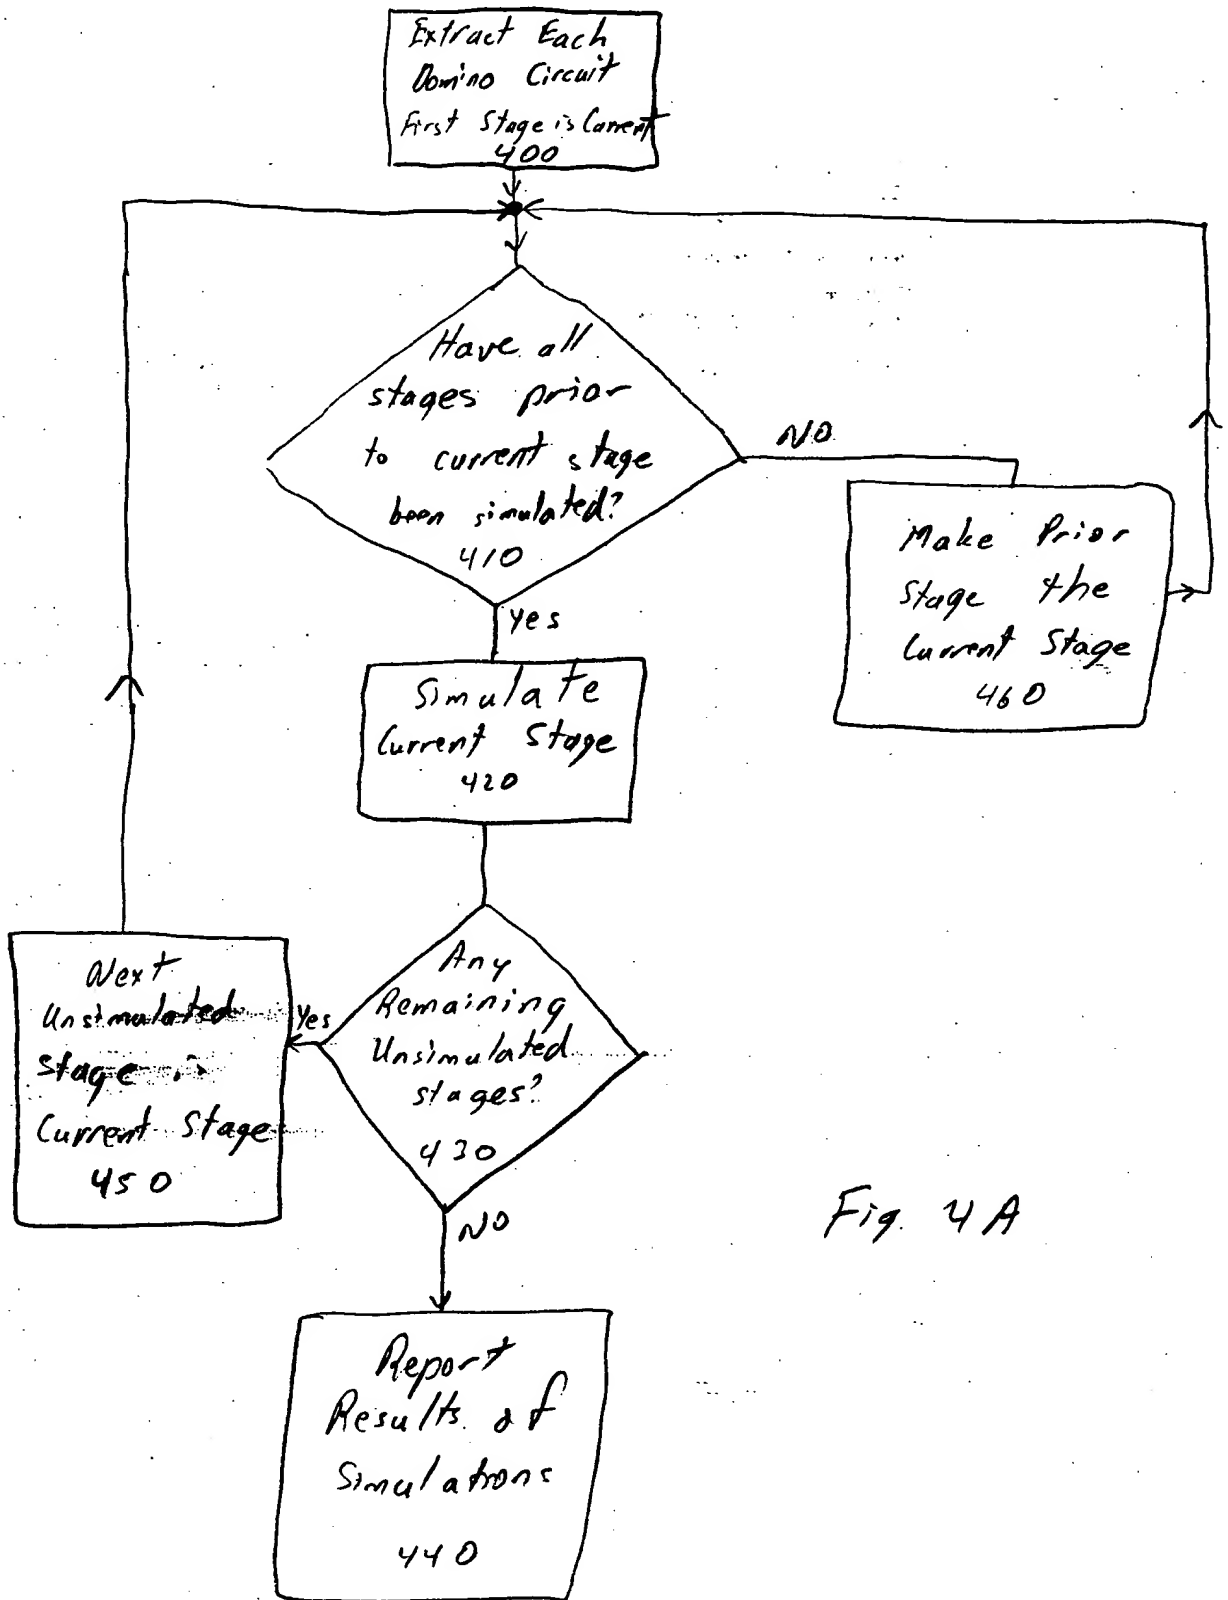 Extract Each
Domino Circuit
First Stage is Current
400
Have all
stages prior
to current stage
been simulated?
410
NO
Make Prior
Stage the
Current Stage
460
Yes
Simulate
Current Stage
420
Any
Remaining
Unsimulated
stages?
430
Yes
Next
Unsimulated
stage is
Current Stage
450
NO
Report
Results of
Simulations
440
Fig. 4A